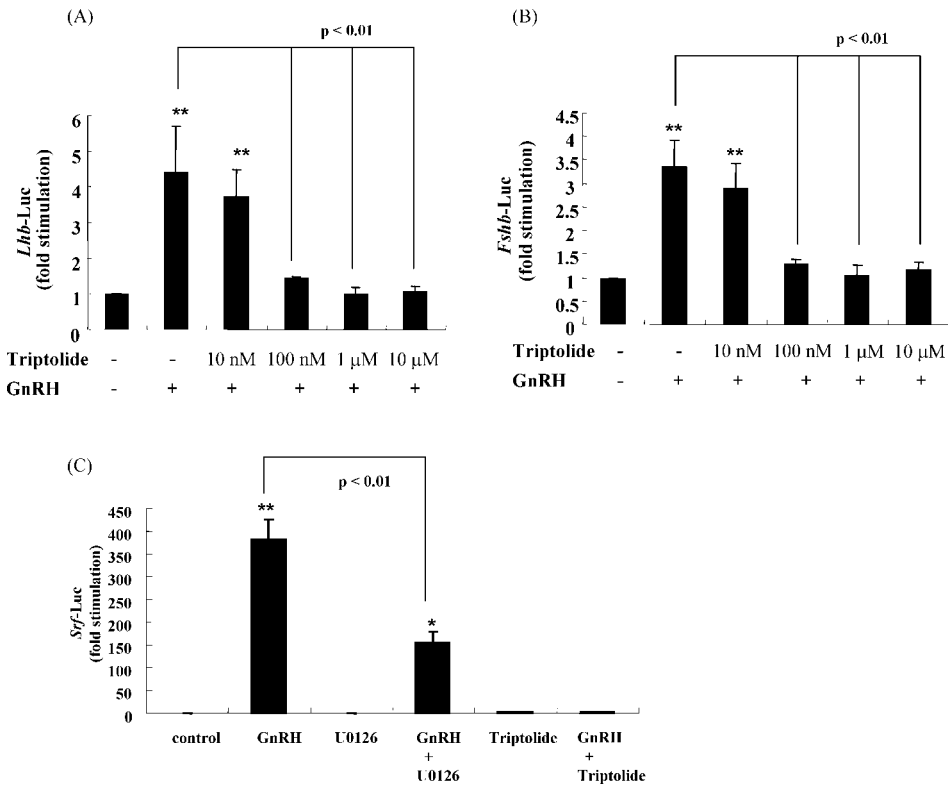 (A)
p < 0.01
**
**
6
5
4
3
2
1
0
Lhb-Luc
(fold stimulation)
Triptolide - - 10 nM 100 nM 1 µM 10 µM
GnRH - + + + + +
(B)
p < 0.01
**
**
4.5
4
3.5
3
2.5
2
1.5
1
0.5
0
Fshb-Luc
(fold stimulation)
Triptolide - - 10 nM 100 nM 1 µM 10 µM
GnRH - + + + + +
(C)
p < 0.01
**
*
450
400
350
300
250
200
150
100
50
0
Srf-Luc
(fold stimulation)
control GnRH U0126 GnRH Triptolide GnRH
+ +
U0126 Triptolide